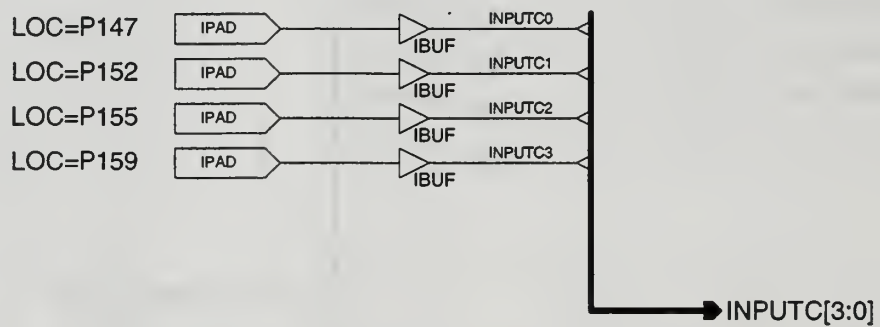 LOC=P147 IPAD IBUF INPUTC0
LOC=P152 IPAD IBUF INPUTC1
LOC=P155 IPAD IBUF INPUTC2
LOC=P159 IPAD IBUF INPUTC3
INPUTC[3:0]